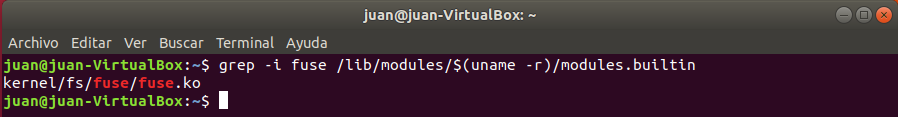 juan@juan-VirtualBox: ~
Archivo Editar Ver Buscar Terminal Ayuda
juan@juan-VirtualBox:~$ grep -i fuse /lib/modules/$(uname -r)/modules.builtin
kernel/fs/fuse/fuse.ko
juan@juan-VirtualBox:~$